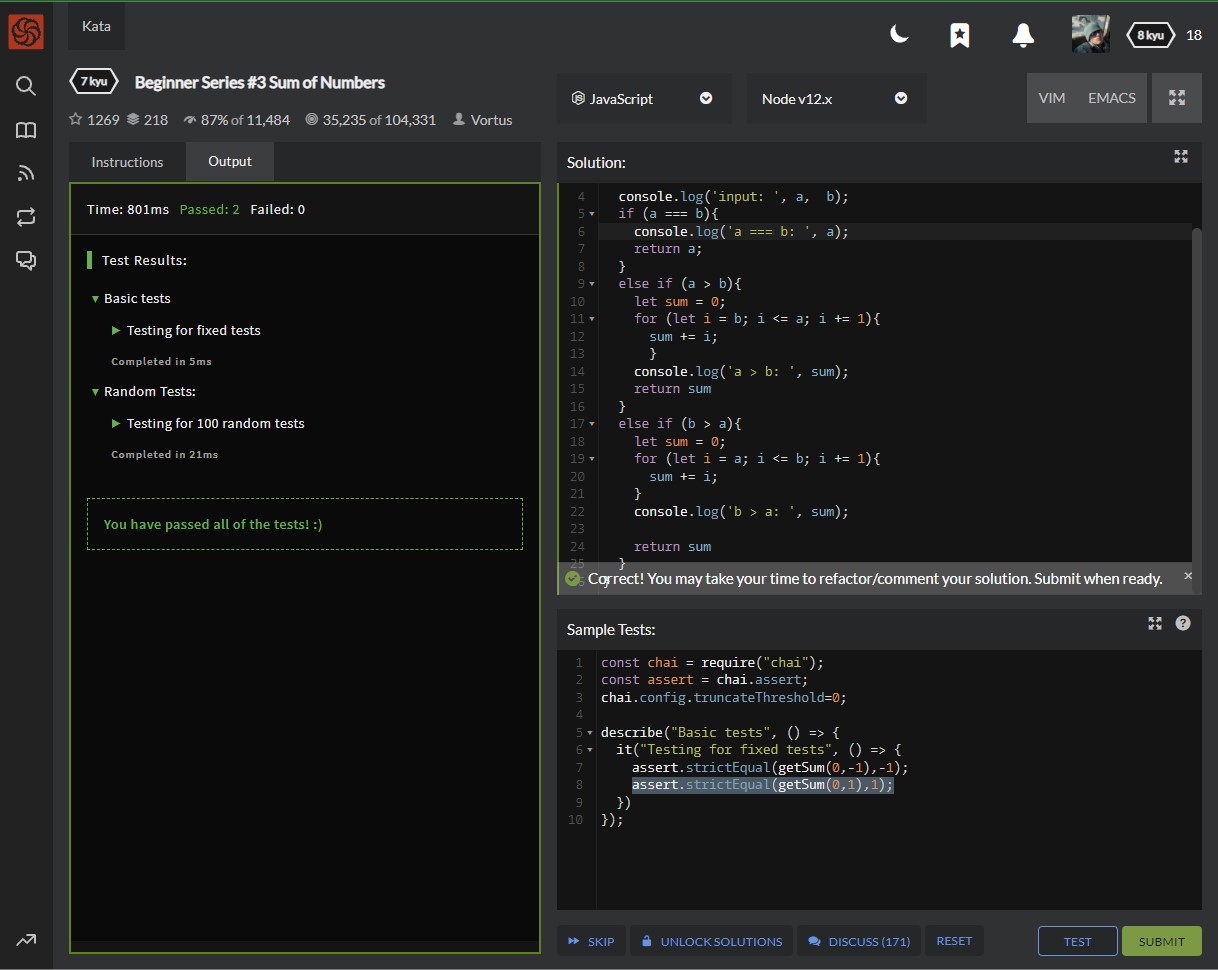 Kata
8 kyu 18
7 kyu Beginner Series #3 Sum of Numbers
1269 218 87% of 11,484 35,235 of 104,331 Vortus
JavaScript Node v12.x VIM EMACS
Instructions Output
Time: 801ms Passed: 2 Failed: 0
Test Results:
Basic tests
Testing for fixed tests
Completed in 5ms
Random Tests:
Testing for 100 random tests
Completed in 21ms
You have passed all of the tests! :)
Solution:
4 console.log('input: ', a,  b);
5 if (a === b){
6 console.log('a === b: ', a);
7 return a;
8 }
9 else if (a > b){
10 let sum = 0;
11 for (let i = b; i <= a; i += 1){
12 sum += i;
13 }
14 console.log('a > b: ', sum);
15 return sum
16 }
17 else if (b > a){
18 let sum = 0;
19 for (let i = a; i <= b; i += 1){
20 sum += i;
21 }
22 console.log('b > a: ', sum);
23
24 return sum
25 }
Correct! You may take your time to refactor/comment your solution. Submit when ready. ×
Sample Tests: ?
1 const chai = require("chai");
2 const assert = chai.assert;
3 chai.config.truncateThreshold=0;
4
5 describe("Basic tests", () => {
6 it("Testing for fixed tests", () => {
7 assert.strictEqual(getSum(0,-1),-1);
8 assert.strictEqual(getSum(0,1),1);
9 })
10 });
SKIP UNLOCK SOLUTIONS DISCUSS (171) RESET TEST SUBMIT